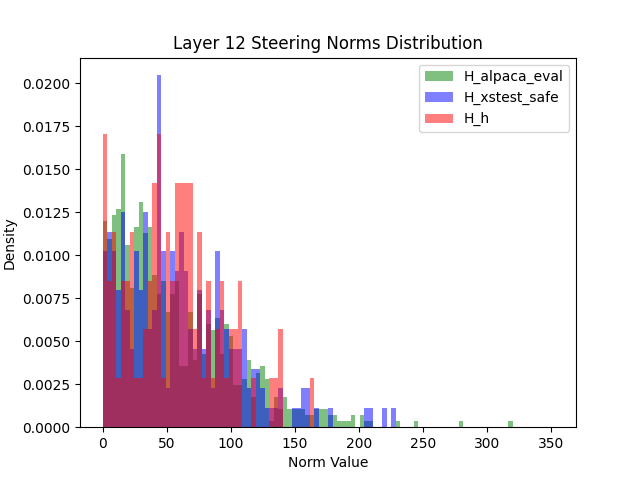 Layer 12 Steering Norms Distribution
H_alpaca_eval
H_xstest_safe
H_h
Density
0.0200
0.0175
0.0150
0.0125
0.0100
0.0075
0.0050
0.0025
0.0000
0 50 100 150 200 250 300 350
Norm Value